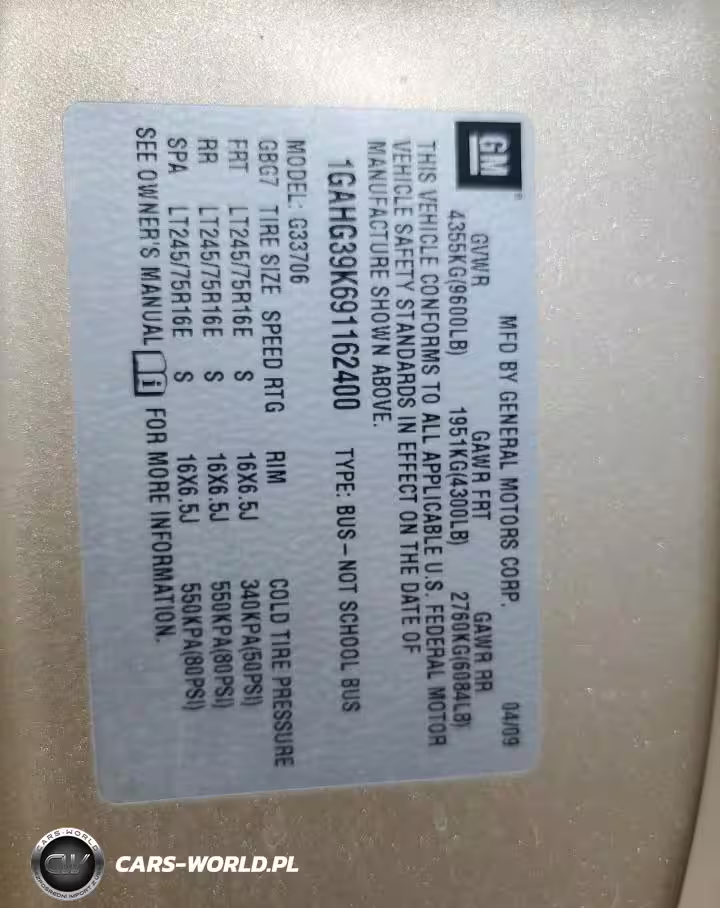 MFD BY GENERAL MOTORS CORP. 04/09
GM
GVWR GAWR FRT GAWR RR
4355KG(9600LB) 1951KG(4300LB) 2760KG(6084LB)
THIS VEHICLE CONFORMS TO ALL APPLICABLE U.S. FEDERAL MOTOR
VEHICLE SAFETY STANDARDS IN EFFECT ON THE DATE OF
MANUFACTURE SHOWN ABOVE.
1GAHG39K691162400 TYPE: BUS-NOT SCHOOL BUS
MODEL: G33706
GBG7 TIRE SIZE SPEED RTG RIM COLD TIRE PRESSURE
FRT LT245/75R16E S 16X6.5J 340KPA(50PSI)
RR LT245/75R16E S 16X6.5J 550KPA(80PSI)
SPA LT245/75R16E S 16X6.5J 550KPA(80PSI)
SEE OWNER'S MANUAL FOR MORE INFORMATION.
CARS-WORLD
CW
CARS-WORLD.PL